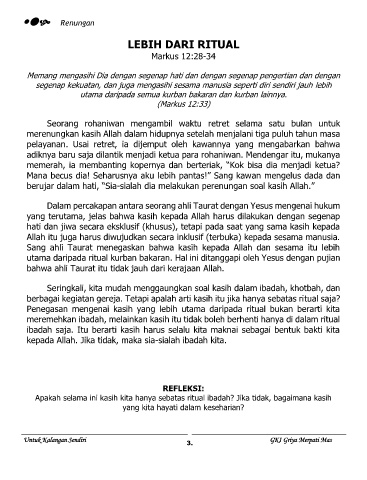 Renungan
LEBIH DARI RITUAL
Markus 12:28-34
Memang mengasihi Dia dengan segenap hati dan dengan segenap pengertian dan dengan
segenap kekuatan, dan juga mengasihi sesama manusia seperti diri sendiri jauh lebih
utama daripada semua kurban bakaran dan kurban lainnya.
(Markus 12:33)
Seorang rohaniwan mengambil waktu retret selama satu bulan untuk
merenungkan kasih Allah dalam hidupnya setelah menjalani tiga puluh tahun masa
pelayanan. Usai retret, ia dijemput oleh kawannya yang mengabarkan bahwa
adiknya baru saja dilantik menjadi ketua para rohaniwan. Mendengar itu, mukanya
memerah, ia membanting kopernya dan berteriak, “Kok bisa dia menjadi ketua?
Mana becus dia! Seharusnya aku lebih pantas!” Sang kawan mengelus dada dan
berujar dalam hati, “Sia-sialah dia melakukan perenungan soal kasih Allah.”
Dalam percakapan antara seorang ahli Taurat dengan Yesus mengenai hukum
yang terutama, jelas bahwa kasih kepada Allah harus dilakukan dengan segenap
hati dan jiwa secara eksklusif (khusus), tetapi pada saat yang sama kasih kepada
Allah itu juga harus diwujudkan secara inklusif (terbuka) kepada sesama manusia.
Sang ahli Taurat menegaskan bahwa kasih kepada Allah dan sesama itu lebih
utama daripada ritual kurban bakaran. Hal ini ditanggapi oleh Yesus dengan pujian
bahwa ahli Taurat itu tidak jauh dari kerajaan Allah.
Seringkali, kita mudah menggaungkan soal kasih dalam ibadah, khotbah, dan
berbagai kegiatan gereja. Tetapi apalah arti kasih itu jika hanya sebatas ritual saja?
Penegasan mengenai kasih yang lebih utama daripada ritual bukan berarti kita
meremehkan ibadah, melainkan kasih itu tidak boleh berhenti hanya di dalam ritual
ibadah saja. Itu berarti kasih harus selalu kita maknai sebagai bentuk bakti kita
kepada Allah. Jika tidak, maka sia-sialah ibadah kita.
REFLEKSI:
Apakah selama ini kasih kita hanya sebatas ritual ibadah? Jika tidak, bagaimana kasih
yang kita hayati dalam keseharian?
Untuk Kalangan Sendiri
3.
GKI Griya Merpati Mas